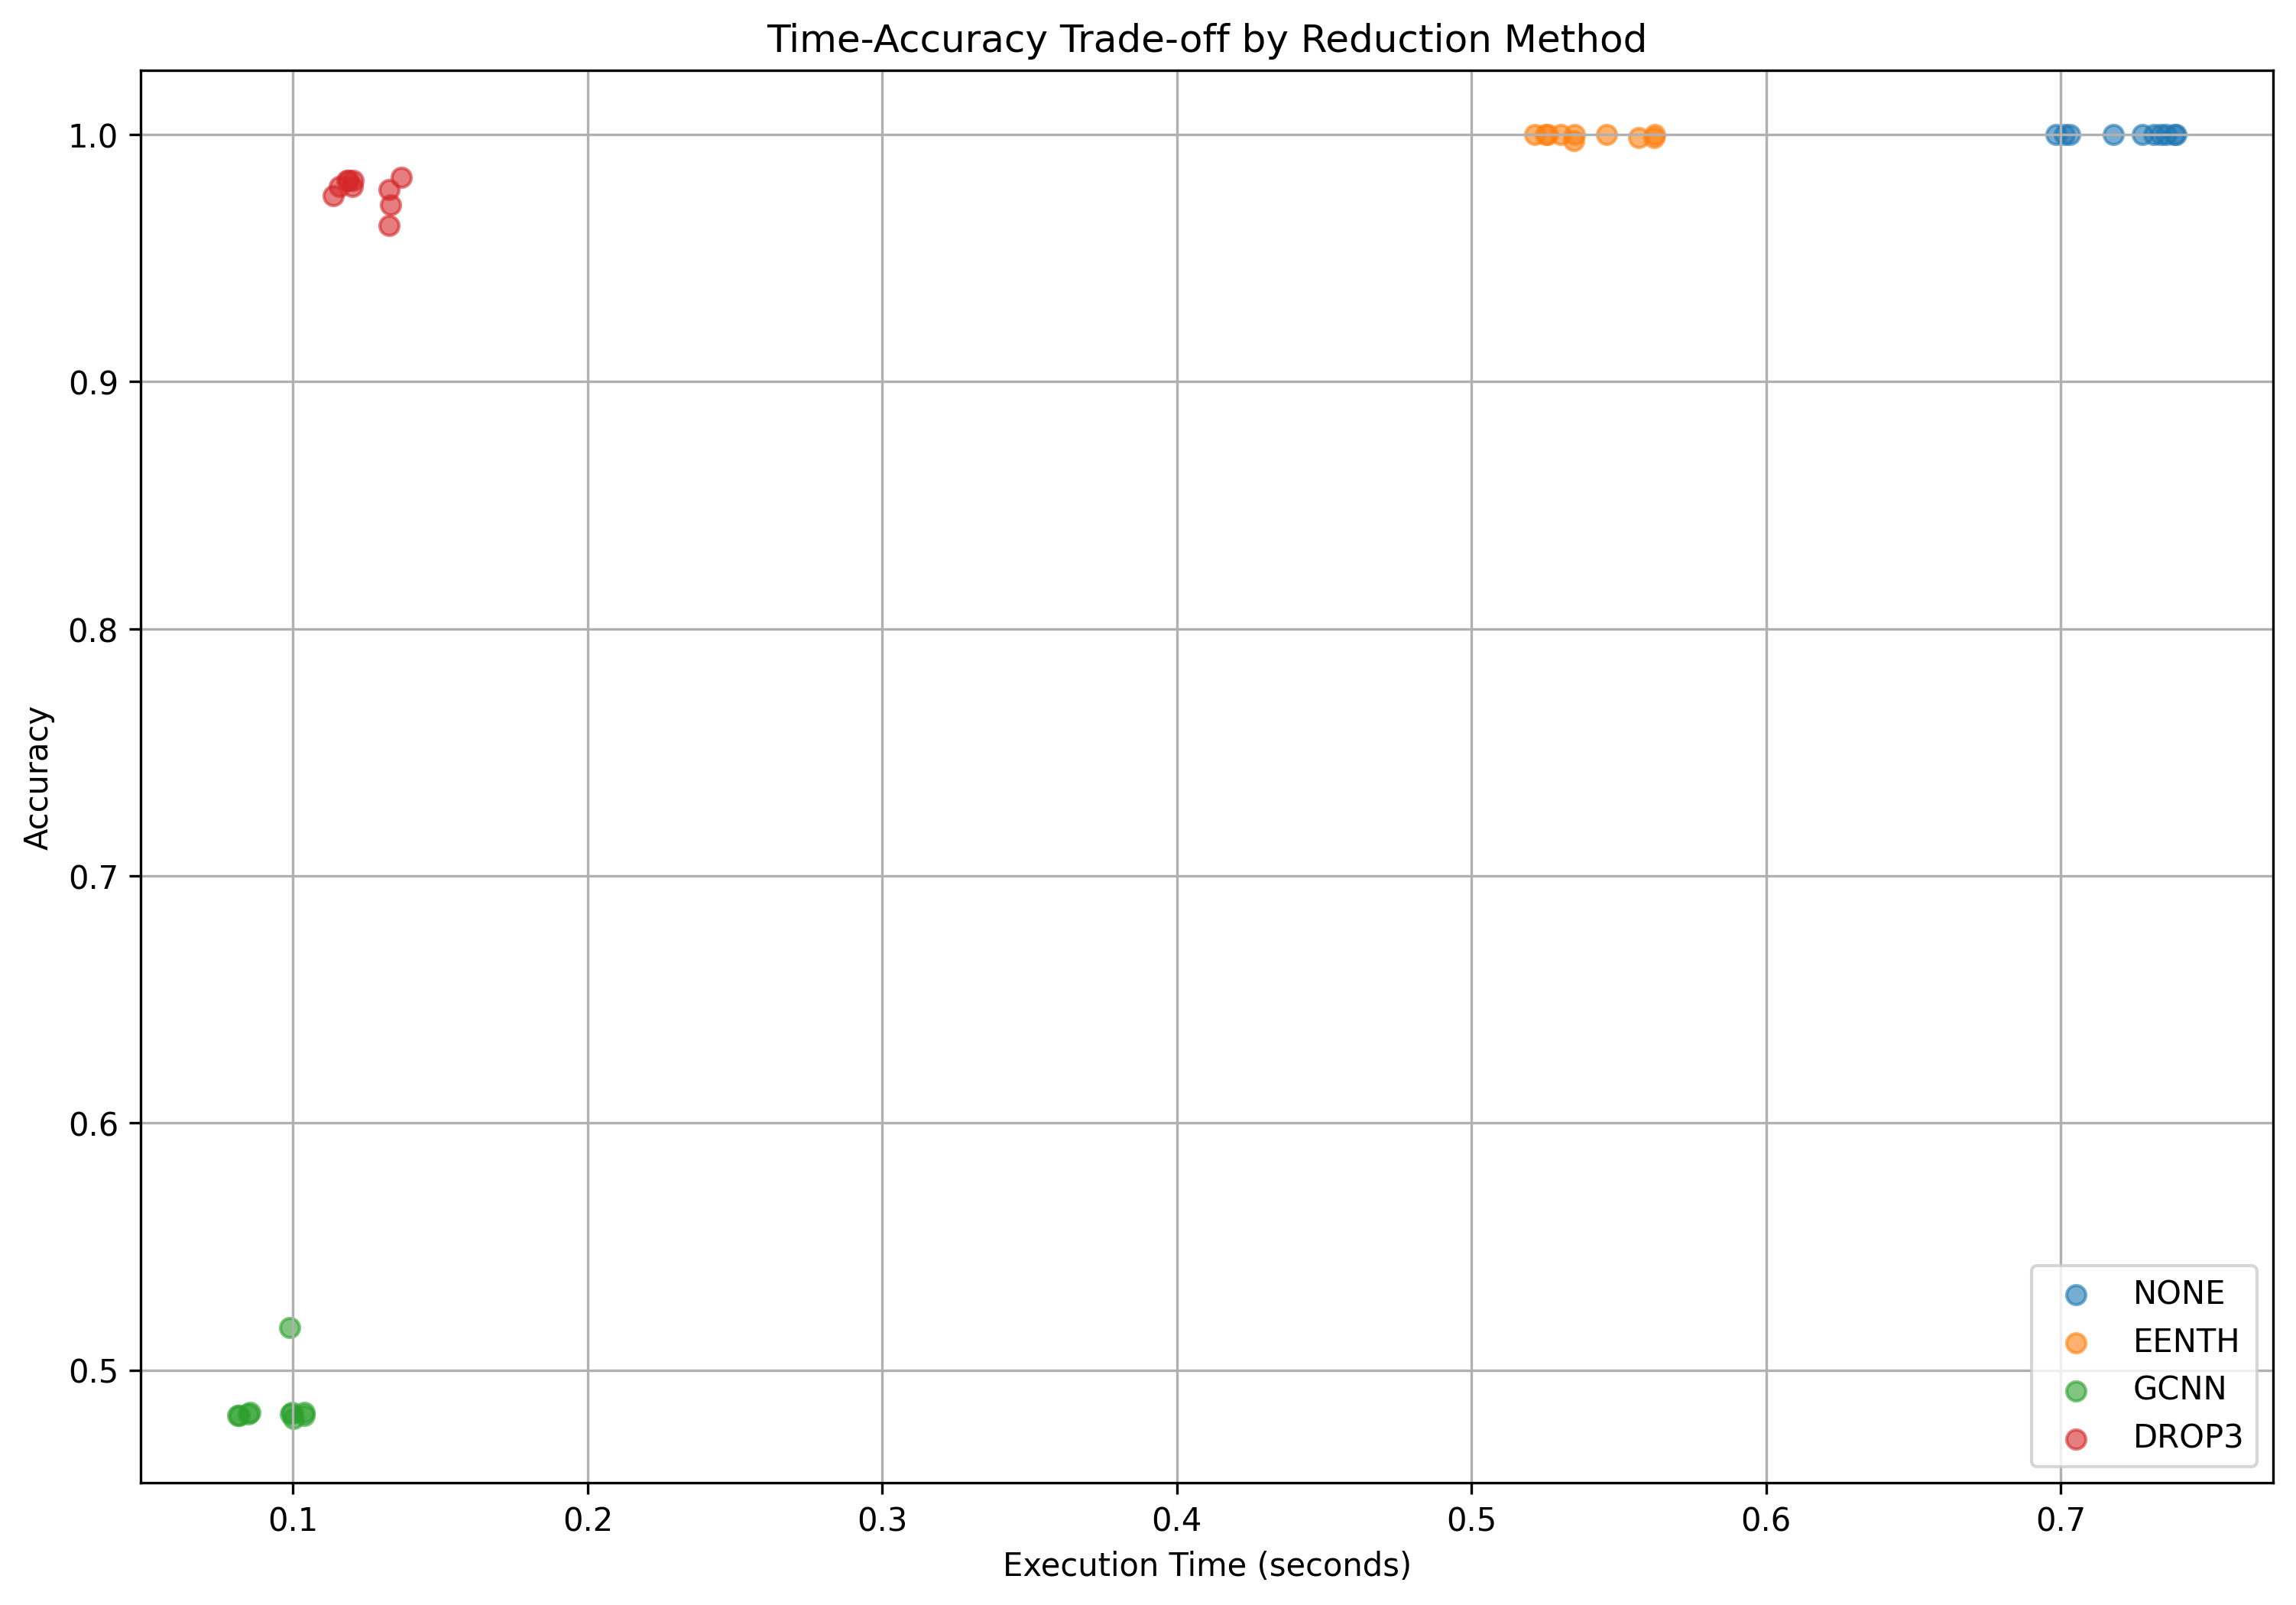 Time-Accuracy Trade-off by Reduction Method
1.0
0.9
0.8
0.7
0.6
0.5
Accuracy
NONE
EENTH
GCNN
DROP3
0.1 0.2 0.3 0.4 0.5 0.6 0.7
Execution Time (seconds)